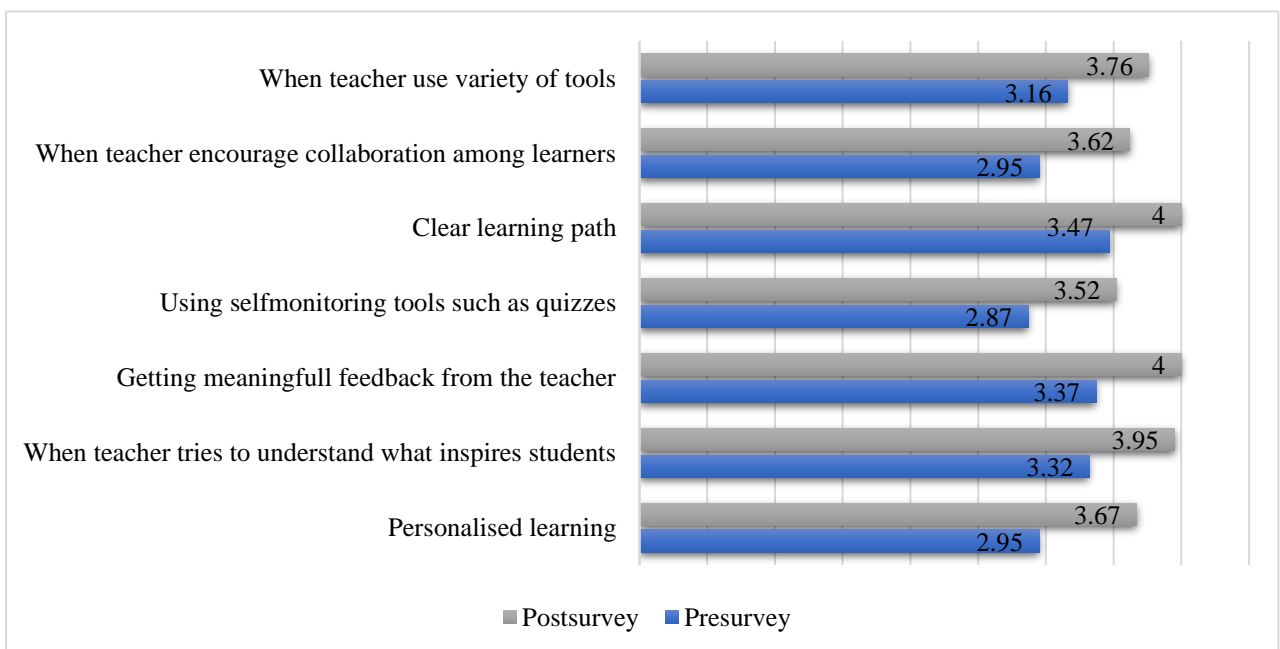 When teacher use variety of tools
3.76
3.16
When teacher encourage collaboration among learners
3.62
2.95
Clear learning path
4
3.47
Using selfmonitoring tools such as quizzes
3.52
2.87
Getting meaningfull feedback from the teacher
4
3.37
When teacher tries to understand what inspires students
3.95
3.32
Personalised learning
3.67
2.95
Postsurvey Presurvey